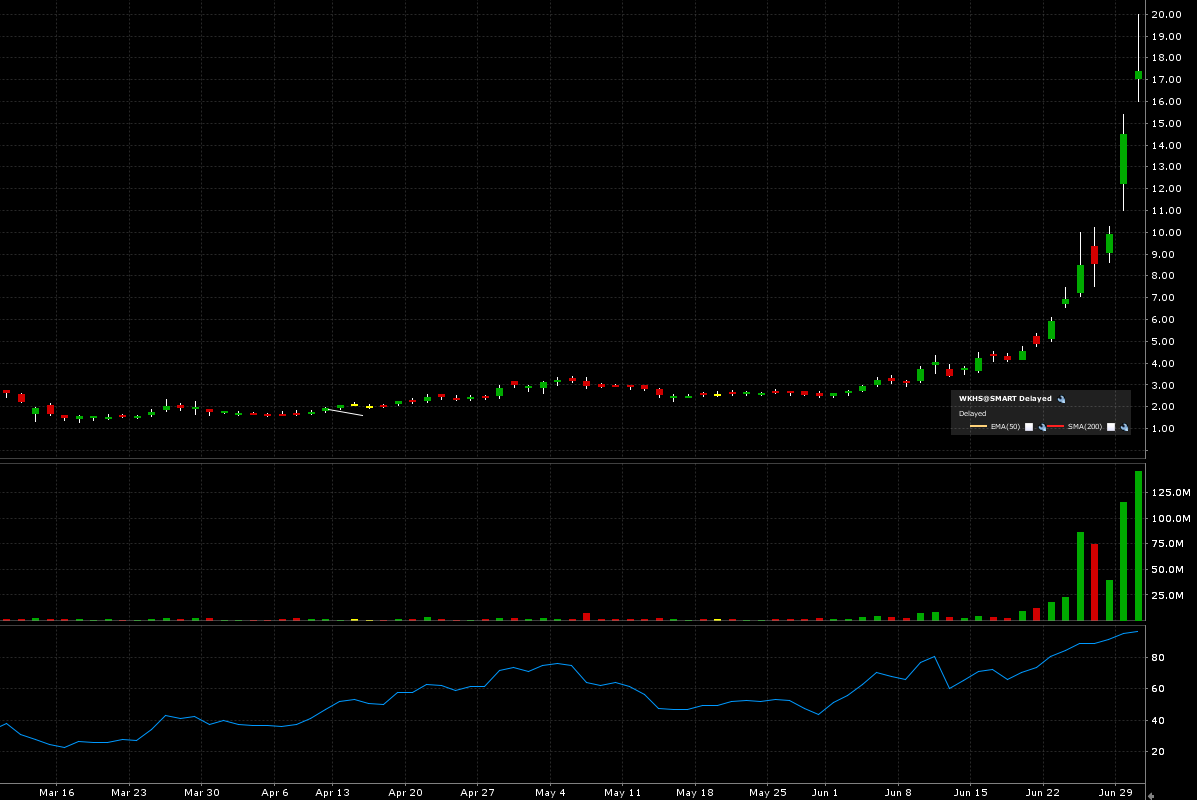 20.00
19.00
18.00
17.00
16.00
15.00
14.00
13.00
12.00
11.00
10.00
9.00
8.00
7.00
6.00
5.00
4.00
3.00
2.00
1.00
WKHS@SMART Delayed
Delayed
EMA(50) SMA(200)
125.0M
100.0M
75.0M
50.0M
25.0M
80
60
40
20
Mar 16 Mar 23 Mar 30 Apr 6 Apr 13 Apr 20 Apr 27 May 4 May 11 May 18 May 25 Jun 1 Jun 8 Jun 15 Jun 22 Jun 29